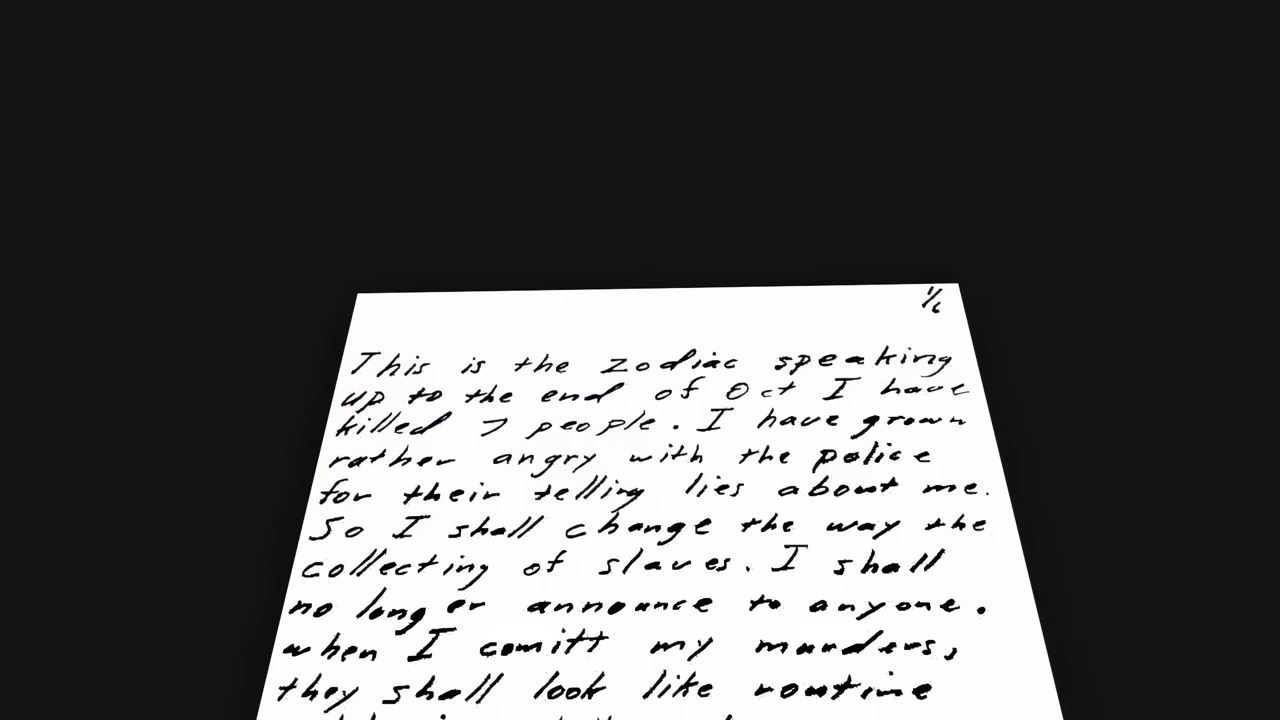 1/6
This is the zodiac speaking
up to the end of Oct I have
killed 7 people. I have grown
rather angry with the police
for their telling lies about me.
So I shall change the way the
collecting of slaves. I shall
no longer announce to anyone.
when I comitt my murders,
they shall look like routine